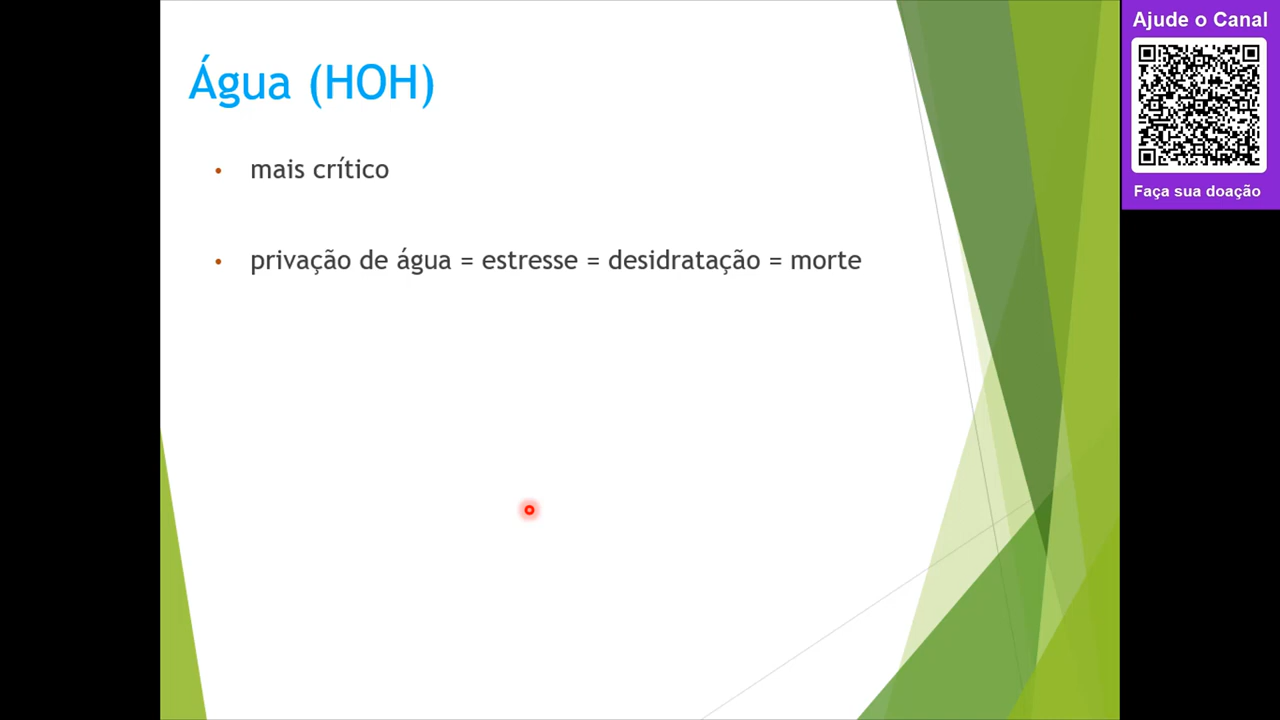 Água (HOH)
• mais crítico
• privação de água = estresse = desidratação = morte
Ajude o Canal
Faça sua doação